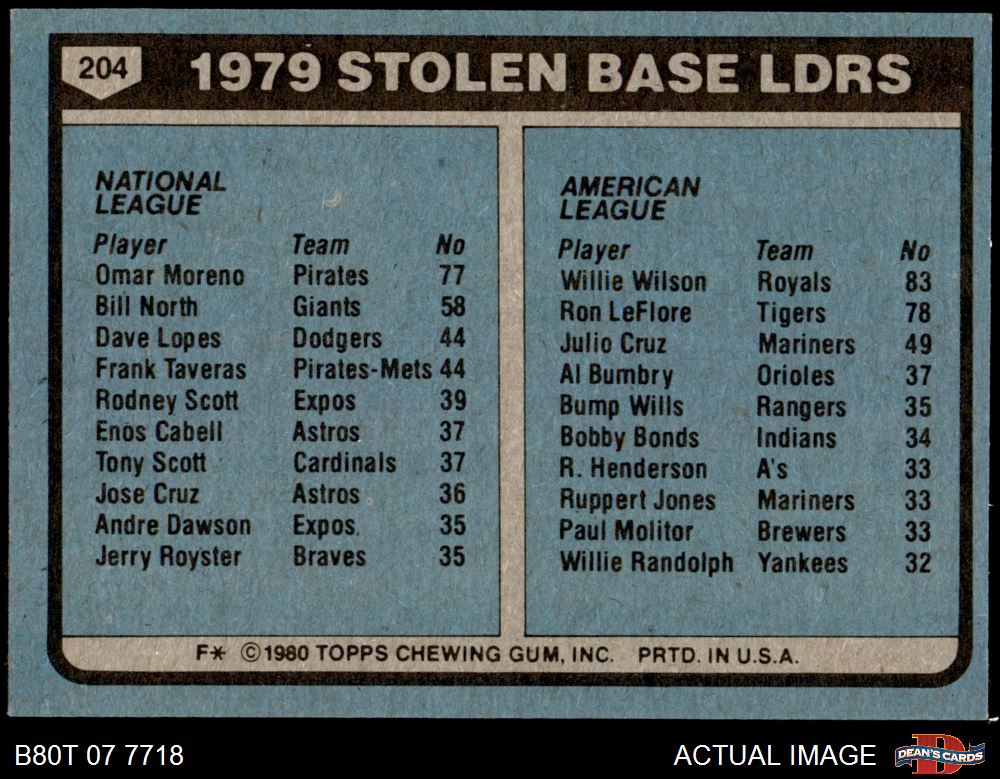 204 1979 STOLEN BASE LDRS
NATIONAL
LEAGUE
Player Team No
Omar Moreno Pirates 77
Bill North Giants 58
Dave Lopes Dodgers 44
Frank Taveras Pirates-Mets 44
Rodney Scott Expos 39
Enos Cabell Astros 37
Tony Scott Cardinals 37
Jose Cruz Astros 36
Andre Dawson Expos 35
Jerry Royster Braves 35
AMERICAN
LEAGUE
Player Team No
Willie Wilson Royals 83
Ron LeFlore Tigers 78
Julio Cruz Mariners 49
Al Bumbry Orioles 37
Bump Wills Rangers 35
Bobby Bonds Indians 34
R. Henderson A's 33
Ruppert Jones Mariners 33
Paul Molitor Brewers 33
Willie Randolph Yankees 32
F* ©1980 TOPPS CHEWING GUM, INC. PRTD. IN U.S.A.
B80T 07 7718 ACTUAL IMAGE D DEAN'S CARDS